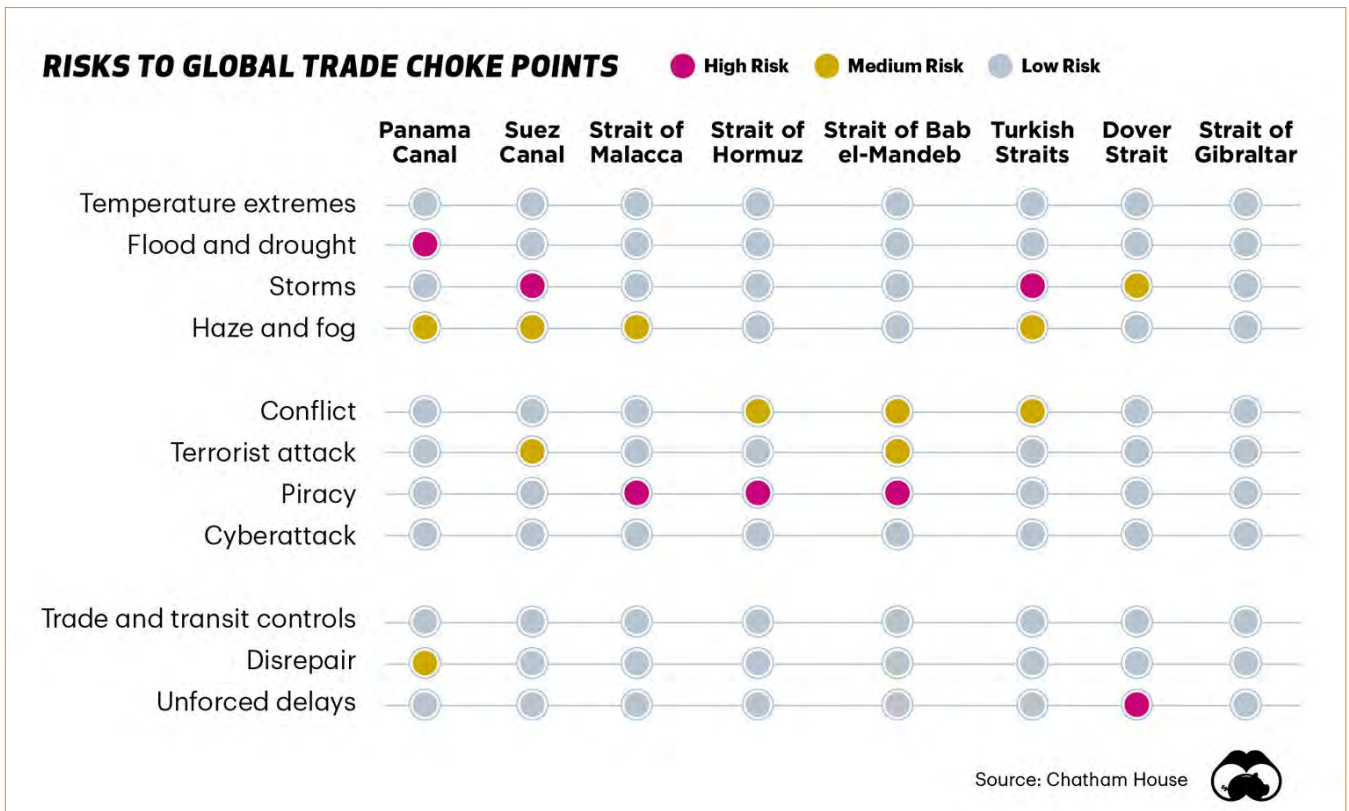 RISKS TO GLOBAL TRADE CHOKE POINTS
High Risk
Medium Risk
Low Risk
Panama Canal
Suez Canal
Strait of Malacca
Strait of Hormuz
Strait of Bab el-Mandeb
Turkish Straits
Dover Strait
Strait of Gibraltar
Temperature extremes
Flood and drought
Storms
Haze and fog
Conflict
Terrorist attack
Piracy
Cyberattack
Trade and transit controls
Disrepair
Unforced delays
Source: Chatham House